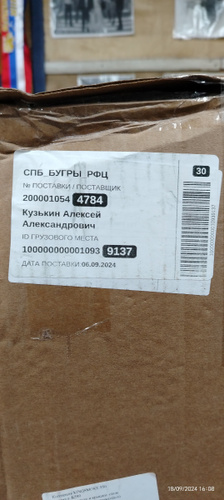 СПБ_БУГРЫ_РФЦ
30
№ ПОСТАВКИ / ПОСТАВЩИК
200001054 4784
Кузькин Алексей
Александрович
ID ГРУЗОВОГО МЕСТА
100000000001093 9137
ДАТА ПОСТАВКИ:06.09.2024
18/09/2024 16:08